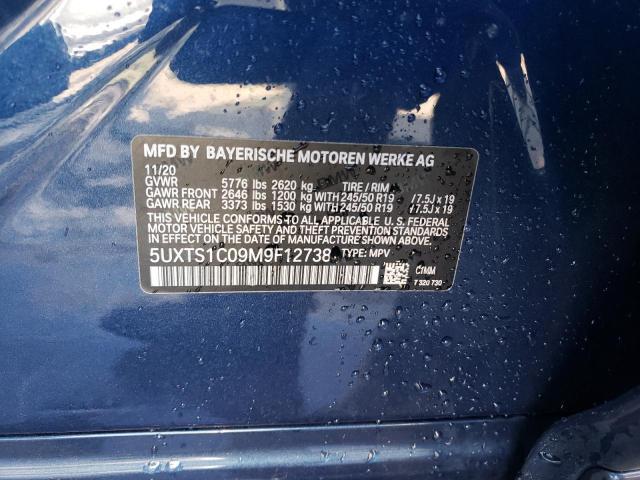 MFD BY BAYERISCHE MOTOREN WERKE AG
11/20
GVWR 5776 lbs 2620 kg TIRE / RIM
GAWR FRONT 2646 lbs 1200 kg WITH 245/50 R19 / 7.5J x 19
GAWR REAR 3373 lbs 1530 kg WITH 245/50 R19 / 7.5J x 19
THIS VEHICLE CONFORMS TO ALL APPLICABLE U. S. FEDERAL
MOTOR VEHICLE SAFETY STANDARDS IN EFFECT ON THE
DATE OF MANUFACTURE SHOWN ABOVE.
5UXTS1C09M9F12738 TYPE: MPV
C1MM
7 320 730